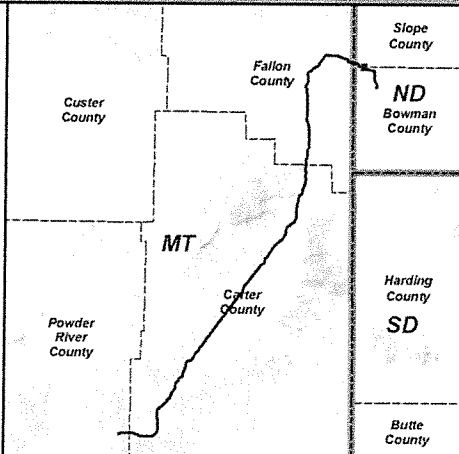 Slope
County
Fallon
County
Custer
County
ND
Bowman
County
MT
Carter
County
Harding
County
SD
Powder
River
County
Butte
County